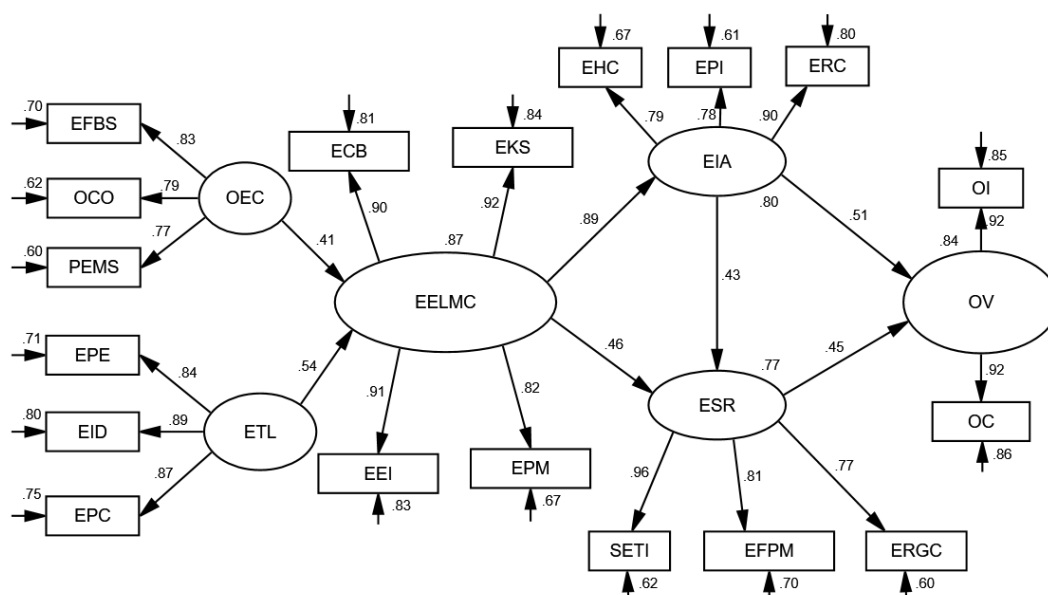 .67
.61
.80
EHC
EPI
ERC
.70
EFBS
.81
.84
.79
.78
.90
ECB
EKS
EIA
.83
.85
.62
OCO
.79
OEC
.80
OI
.90
.92
.89
.51
.92
.77
.41
.87
.84
.60
PEMS
EELMC
.43
OV
.71
EPE
.54
.46
.77
.45
.92
.84
.91
.82
.80
EID
.89
ETL
ESR
OC
.86
.87
EEI
EPM
.75
EPC
.83
.67
.96
.81
.77
SETI
EFPM
ERGC
.62
.70
.60